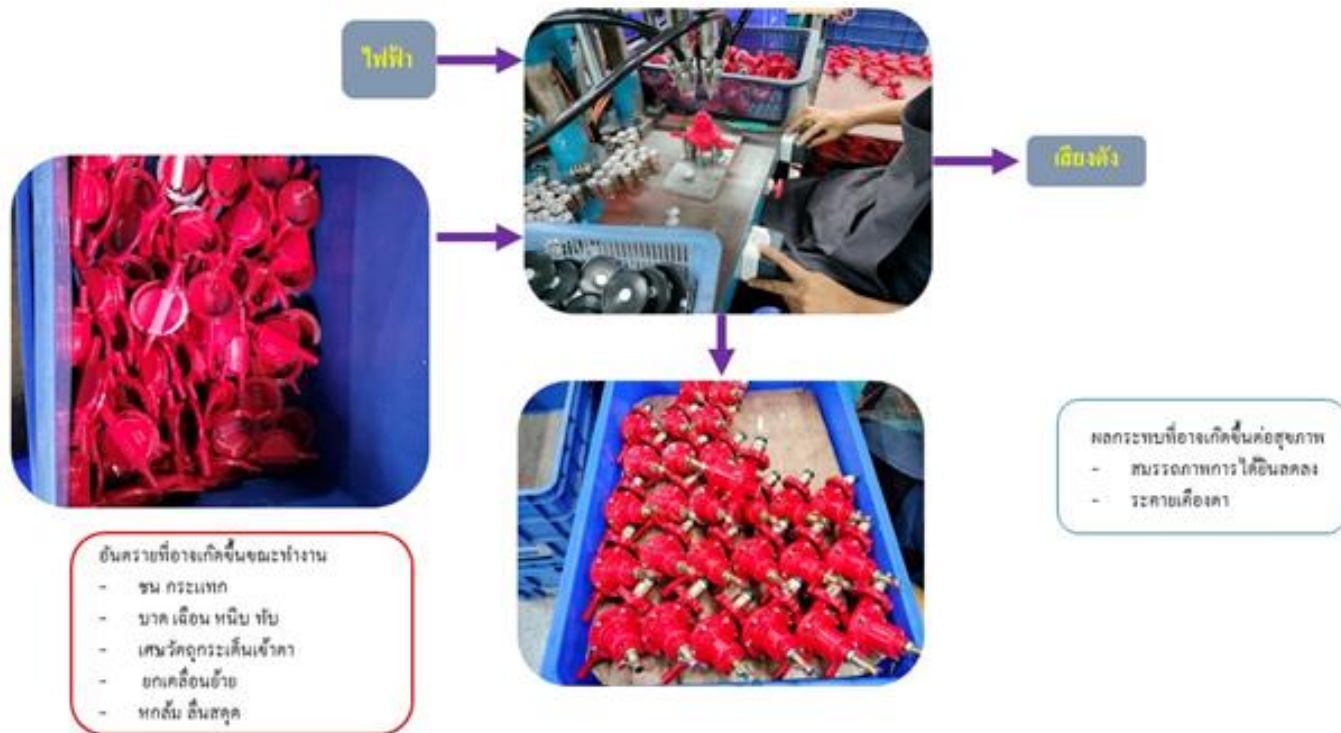 ไฟฟ้า
เสียงดัง
อันตรายที่อาจเกิดขึ้นขณะทำงาน
- ชน กระแทก
- บาด เฉือน หนีบ ทับ
- เศษวัตถุกระเด็นเข้าตา
- ยกเคลื่อนย้าย
- หกล้ม ลื่นสะดุด
ผลกระทบที่อาจเกิดขึ้นต่อสุขภาพ
- สมรรถภาพการได้ยินลดลง
- ระคายเคืองตา